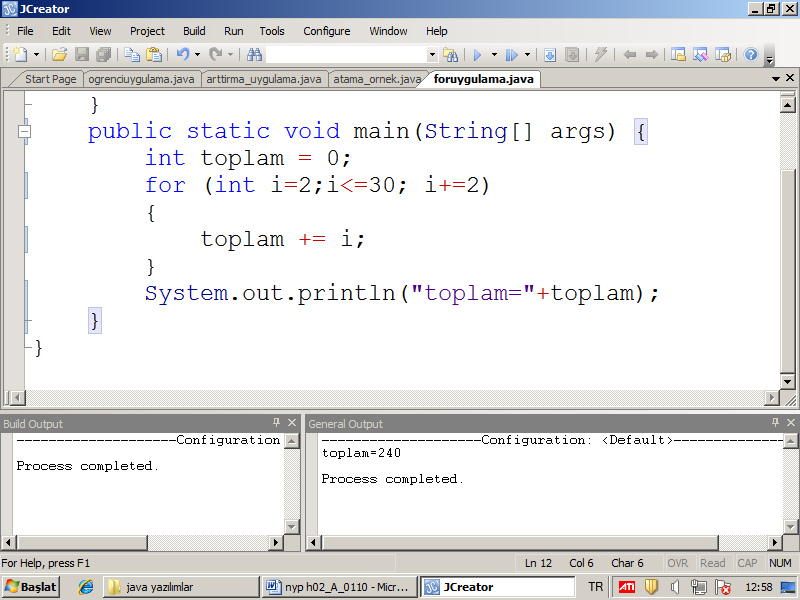 JCreator
File Edit View Project Build Run Tools Configure Window Help
Start Page ogrenciuygulama.java arttirma_uygulama.java atama_ornek.java foruygulama.java
}
public static void main(String[] args) {
int toplam = 0;
for (int i=2;i<=30; i+=2)
{
toplam += i;
}
System.out.println("toplam="+toplam);
}
}
Build Output
--------------------Configuration
Process completed.
General Output
--------------------Configuration: <Default>--------------
toplam=240
Process completed.
For Help, press F1 Ln 12 Col 6 Char 6 OVR Read CAP NUM
Başlat java yazılımlar nyp h02_A_0110 - Micr... JCreator TR ATI 12:58